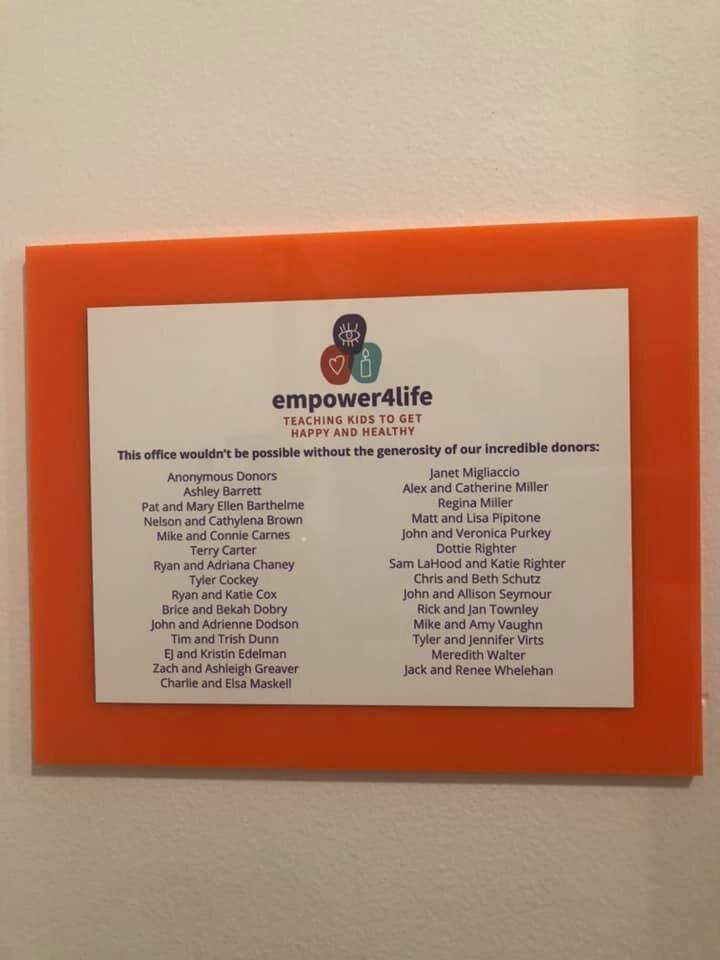 empower4life
TEACHING KIDS TO GET
HAPPY AND HEALTHY
This office wouldn't be possible without the generosity of our incredible donors:
Anonymous Donors
Ashley Barrett
Pat and Mary Ellen Barthelme
Nelson and Cathylena Brown
Mike and Connie Carnes
Terry Carter
Ryan and Adriana Chaney
Tyler Cockey
Ryan and Katie Cox
Brice and Bekah Dobry
John and Adrienne Dodson
Tim and Trish Dunn
EJ and Kristin Edelman
Zach and Ashleigh Greaver
Charlie and Elsa Maskell
Janet Migliaccio
Alex and Catherine Miller
Regina Miller
Matt and Lisa Pipitone
John and Veronica Purkey
Dottie Righter
Sam LaHood and Katie Righter
Chris and Beth Schutz
John and Allison Seymour
Rick and Jan Townley
Mike and Amy Vaughn
Tyler and Jennifer Virts
Meredith Walter
Jack and Renee Whelehan